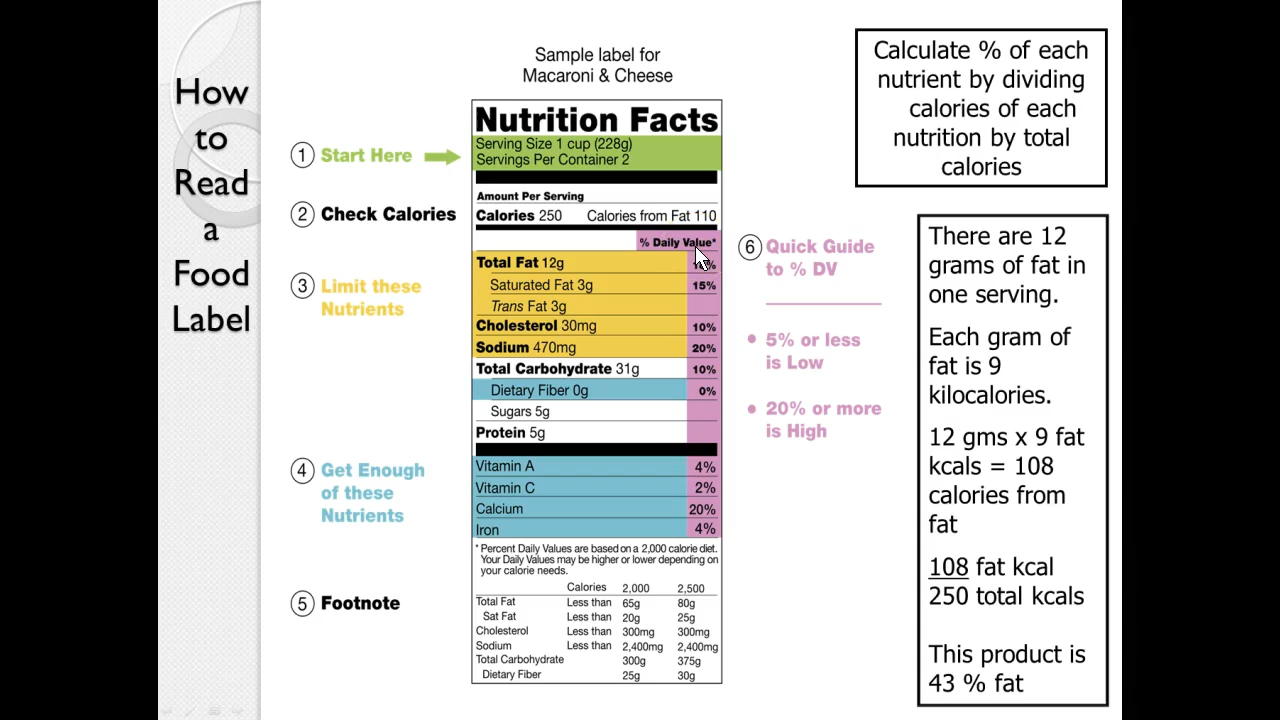 How
to
Read
a
Food
Label
Sample label for
Macaroni & Cheese
Nutrition Facts
1 Start Here
Serving Size 1 cup (228g)
Servings Per Container 2
Amount Per Serving
2 Check Calories
Calories 250 Calories from Fat 110
% Daily Value*
3 Limit these
Nutrients
Total Fat 12g
Saturated Fat 3g 15%
Trans Fat 3g
Cholesterol 30mg 10%
Sodium 470mg 20%
Total Carbohydrate 31g 10%
Dietary Fiber 0g 0%
Sugars 5g
Protein 5g
4 Get Enough
of these
Nutrients
Vitamin A 4%
Vitamin C 2%
Calcium 20%
Iron 4%
5 Footnote
* Percent Daily Values are based on a 2,000 calorie diet.
Your Daily Values may be higher or lower depending on
your calorie needs.
Calories 2,000 2,500
Total Fat Less than 65g 80g
Sat Fat Less than 20g 25g
Cholesterol Less than 300mg 300mg
Sodium Less than 2,400mg 2,400mg
Total Carbohydrate 300g 375g
Dietary Fiber 25g 30g
6 Quick Guide
to % DV
• 5% or less
is Low
• 20% or more
is High
Calculate % of each
nutrient by dividing
calories of each
nutrition by total
calories
There are 12
grams of fat in
one serving.
Each gram of
fat is 9
kilocalories.
12 gms x 9 fat
kcals = 108
calories from
fat
108 fat kcal
250 total kcals
This product is
43 % fat